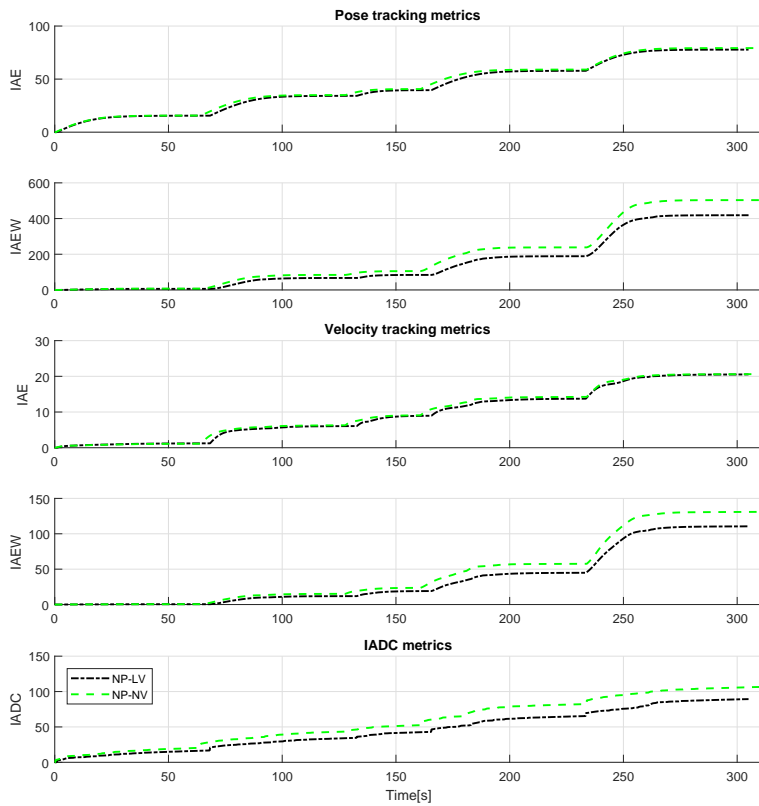 Pose tracking metrics
100
50
0
IAE
0 50 100 150 200 250 300
600
400
200
0
IAEW
0 50 100 150 200 250 300
Velocity tracking metrics
30
20
10
0
IAE
0 50 100 150 200 250 300
150
100
50
0
IAEW
0 50 100 150 200 250 300
IADC metrics
150
100
50
0
IADC
NP-LV
NP-NV
0 50 100 150 200 250 300
Time[s]